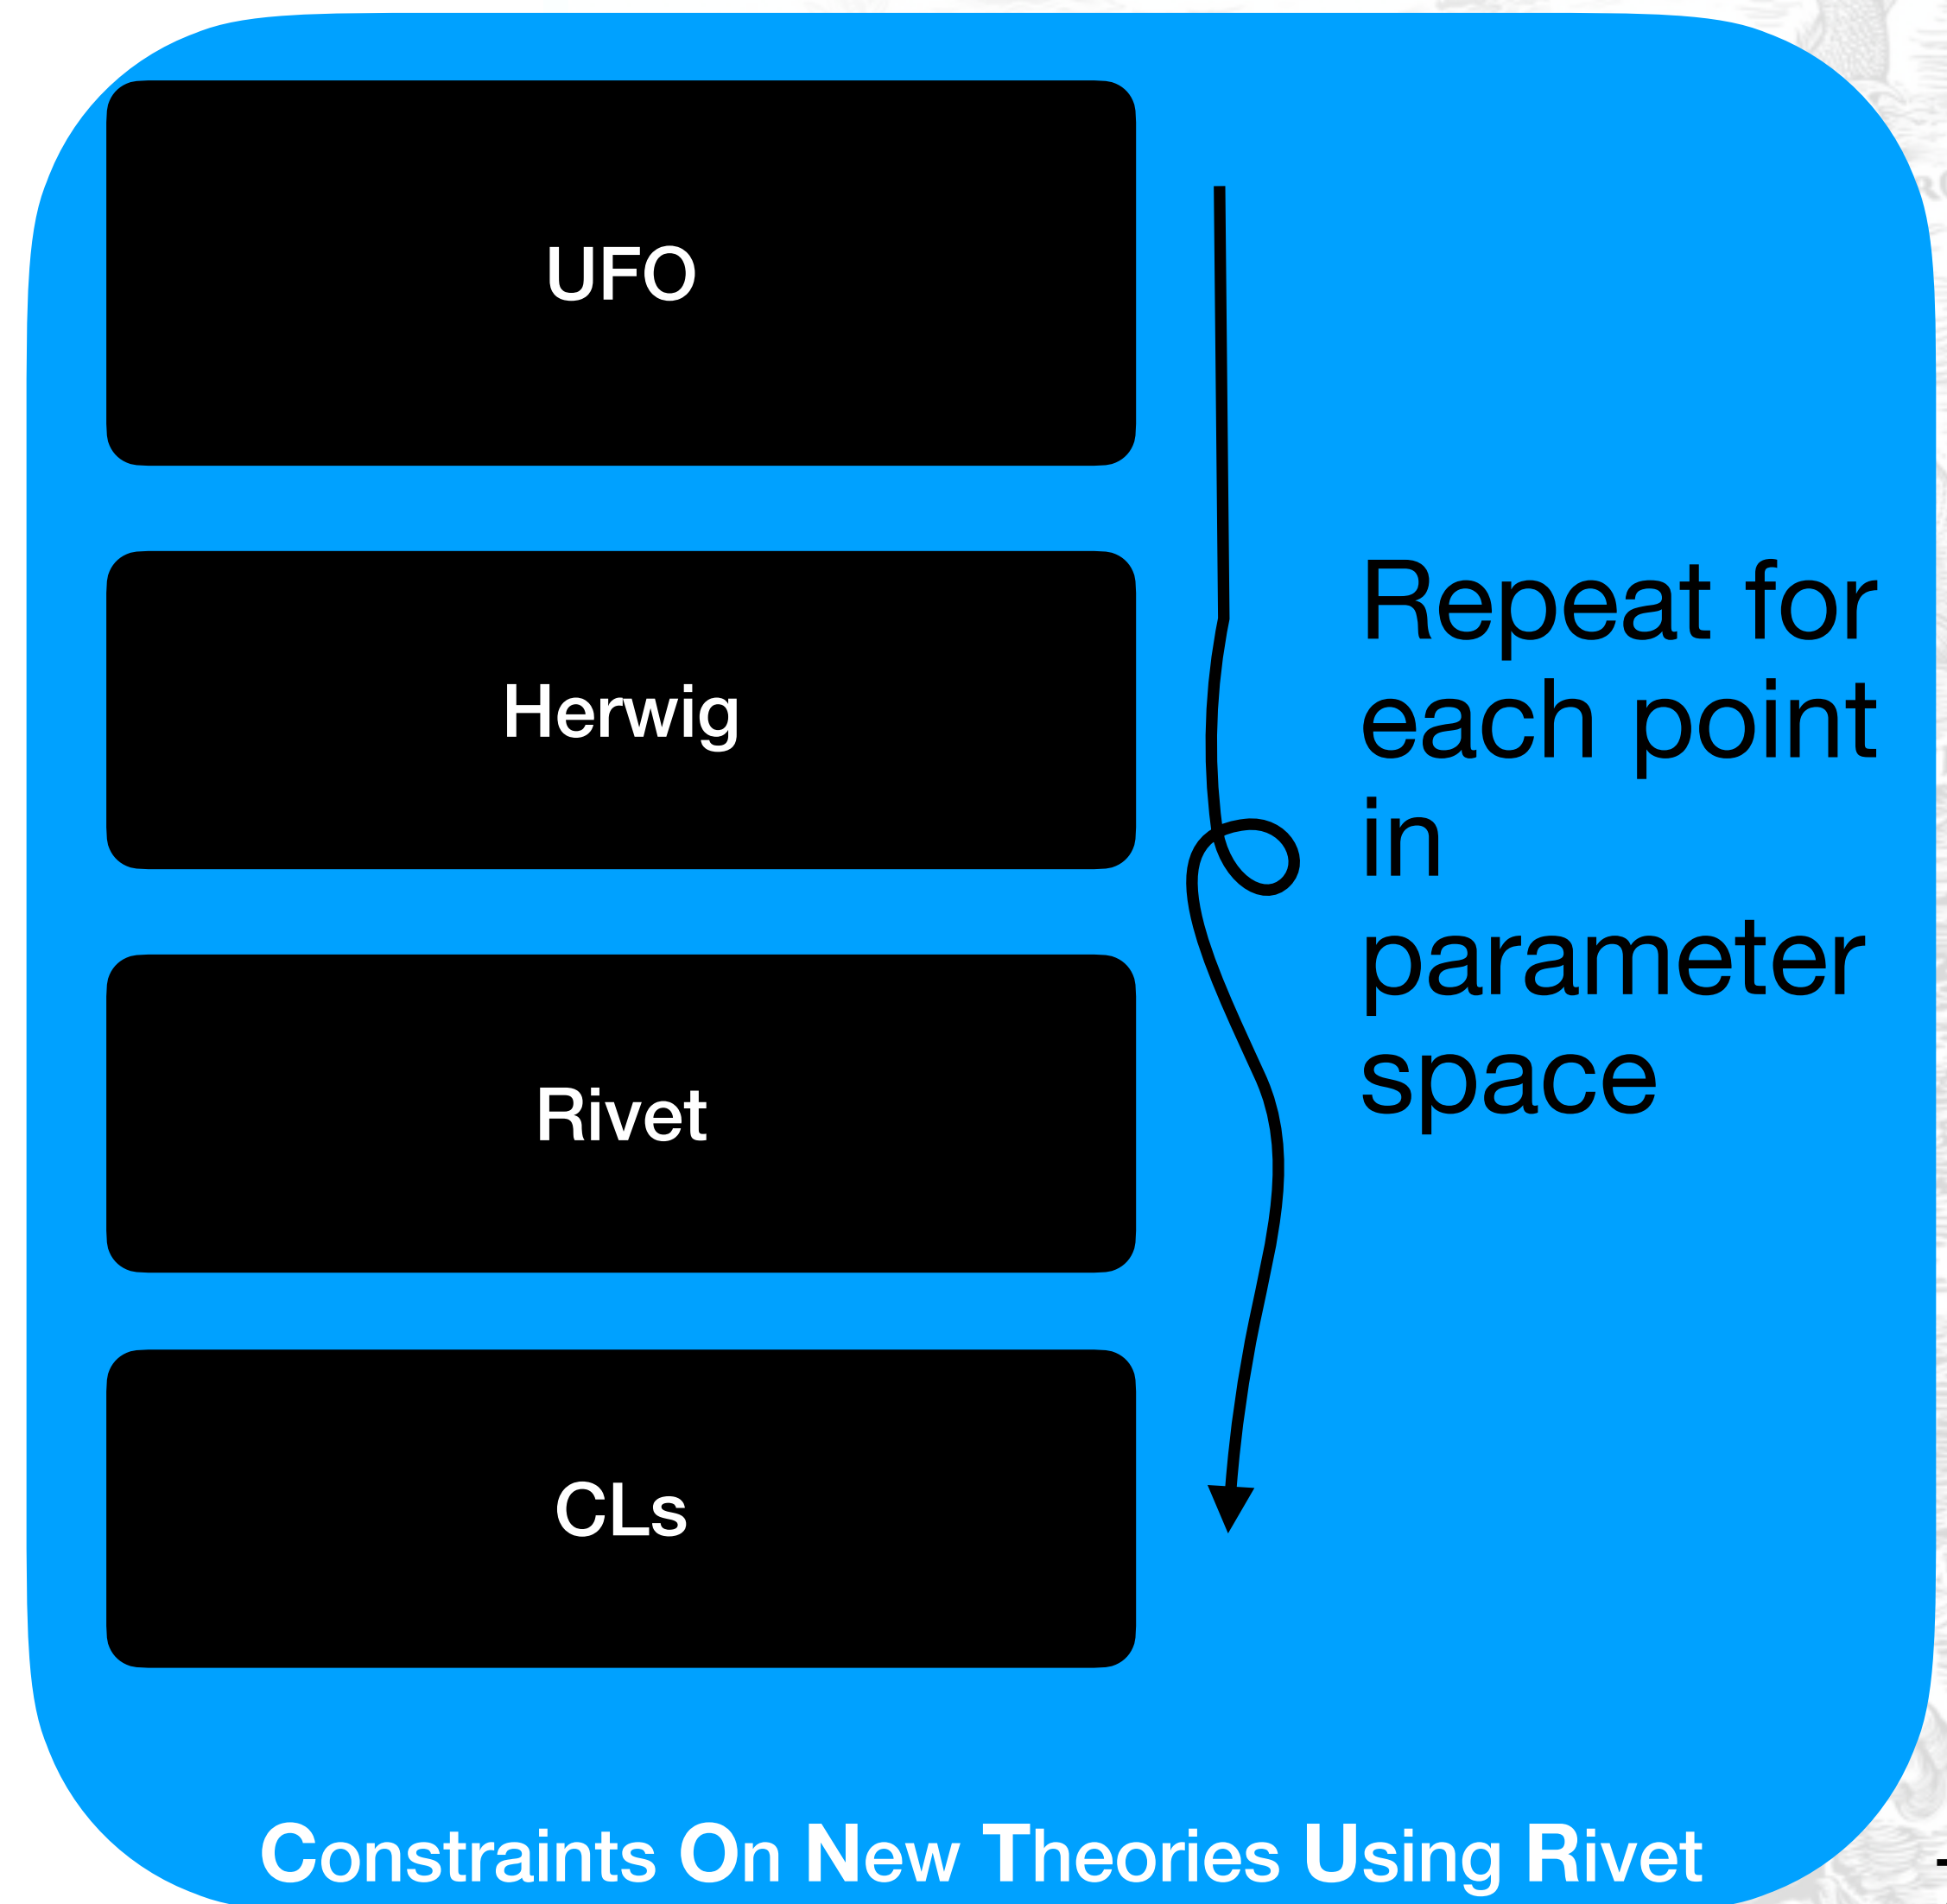 UFO
Herwig
Rivet
CLs
Repeat for
each point
in
parameter
space
Constraints On New Theories Using Rivet